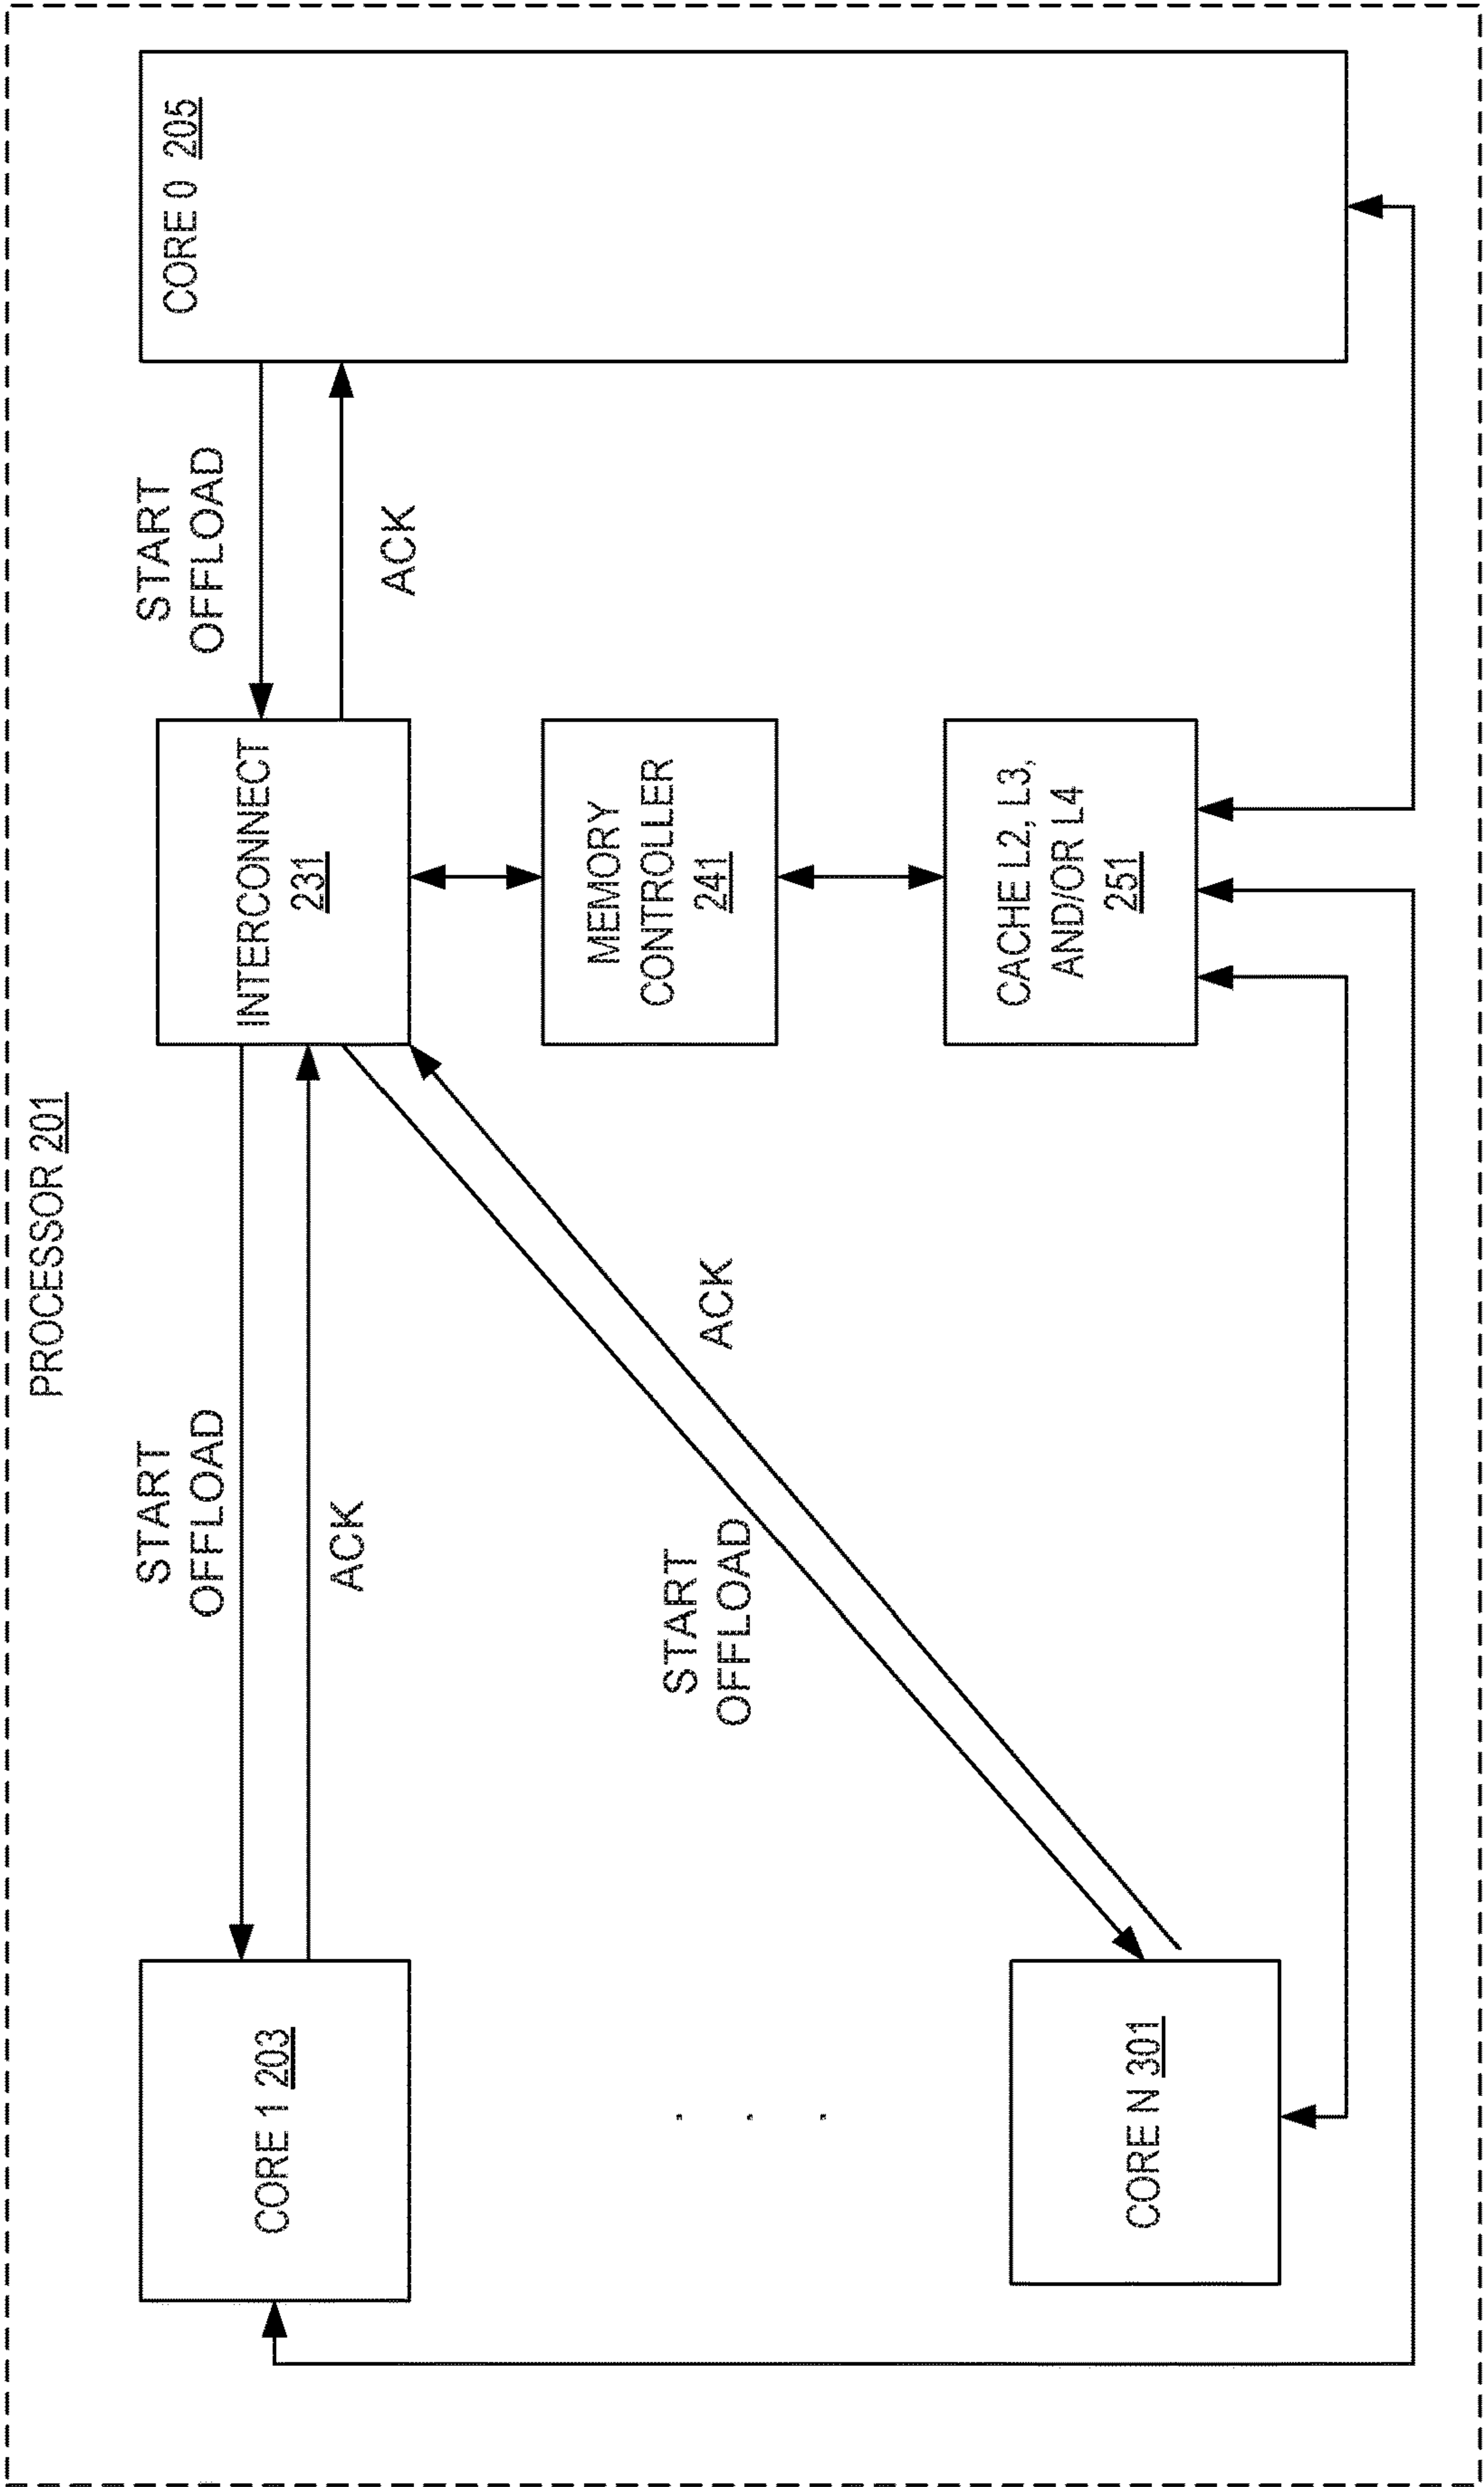 PROCESSOR 201
START
OFFLOAD
START
OFFLOAD
CORE 1 203
ACK
INTERCONNECT
231
ACK
CORE 0 205
START
OFFLOAD
ACK
MEMORY
CONTROLLER
241
. . .
CORE N 301
CACHE L2, L3,
AND/OR L4
251